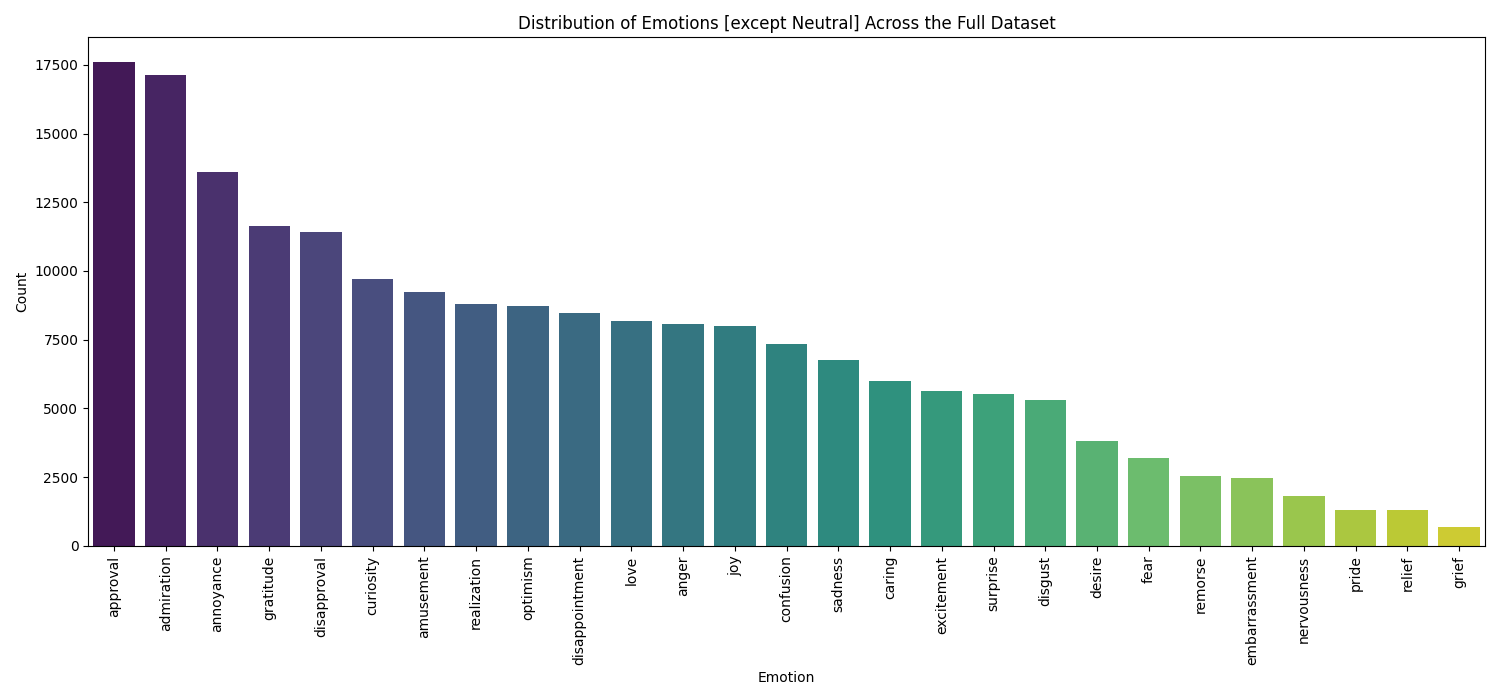 Distribution of Emotions [except Neutral] Across the Full Dataset
17500
15000
12500
10000
7500
5000
2500
0
Count
approval
admiration
annoyance
gratitude
disapproval
curiosity
amusement
realization
optimism
disappointment
love
anger
joy
confusion
sadness
caring
excitement
surprise
disgust
desire
fear
remorse
embarrassment
nervousness
pride
relief
grief
Emotion